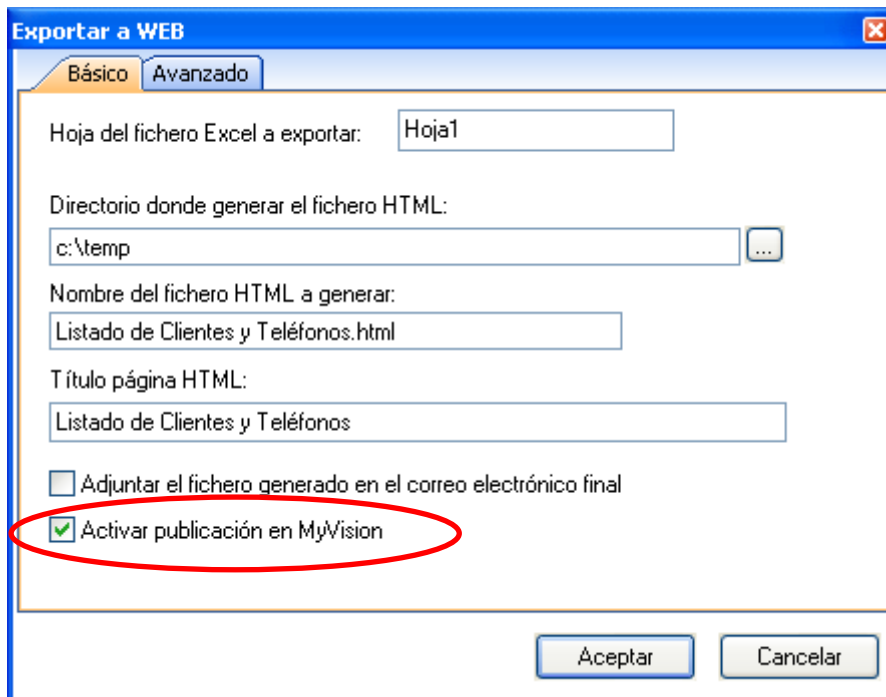 Exportar a WEB
Básico Avanzado
Hoja del fichero Excel a exportar: Hoja1
Directorio donde generar el fichero HTML:
c:\temp ...
Nombre del fichero HTML a generar:
Listado de Clientes y Teléfonos.html
Título página HTML:
Listado de Clientes y Teléfonos
Adjuntar el fichero generado en el correo electrónico final
Activar publicación en MyVision
Aceptar Cancelar